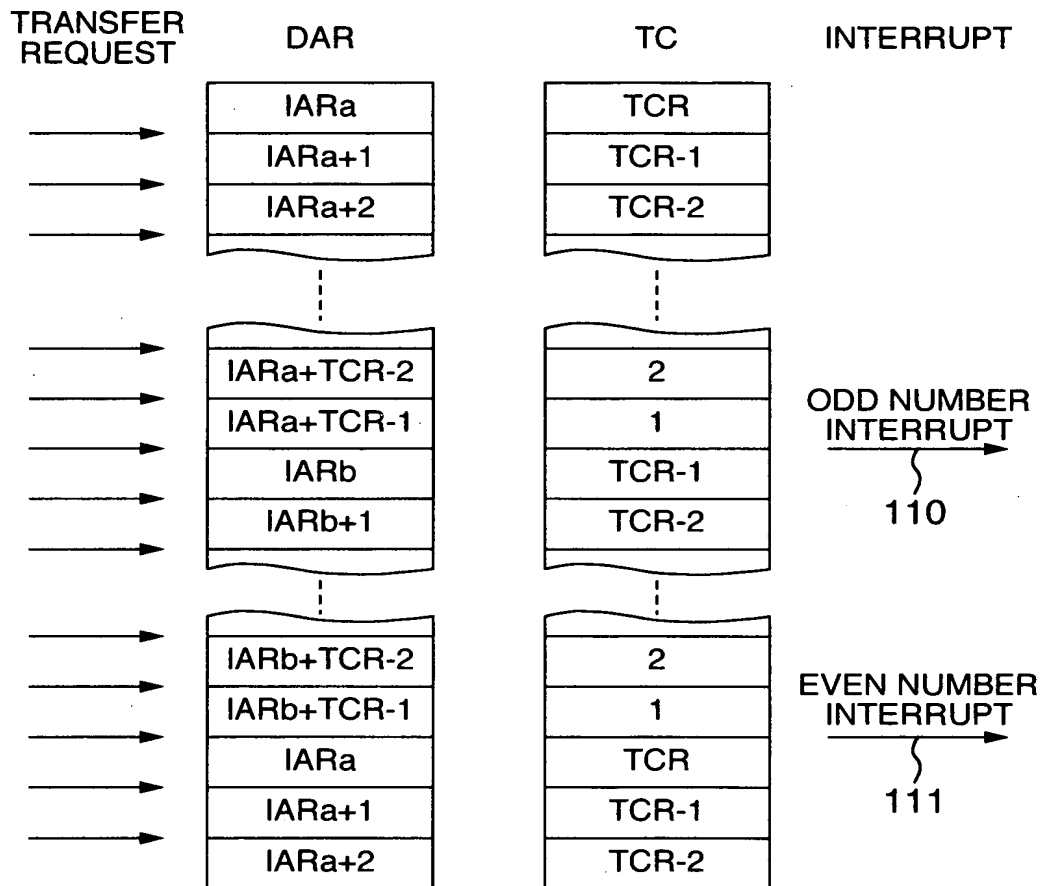 TRANSFER
REQUEST
DAR
TC
INTERRUPT
IARa
TCR
IARa+1
TCR-1
IARa+2
TCR-2
IARa+TCR-2
2
IARa+TCR-1
1
ODD NUMBER
INTERRUPT
IARb
TCR-1
IARb+1
TCR-2
110
IARb+TCR-2
2
IARb+TCR-1
1
EVEN NUMBER
INTERRUPT
IARa
TCR
IARa+1
TCR-1
111
IARa+2
TCR-2